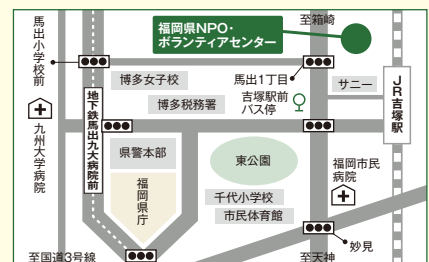 福岡県NPO・
ボランティアセンター
至箱崎
馬出小学校前
博多女子校
馬出1丁目
サニー
JR吉塚駅
博多税務署
吉塚駅前
バス停
九州大学病院
地下鉄馬出九大病院前
県警本部
東公園
福岡市民
病院
福岡県庁
千代小学校
市民体育館
妙見
至国道3号線
至天神